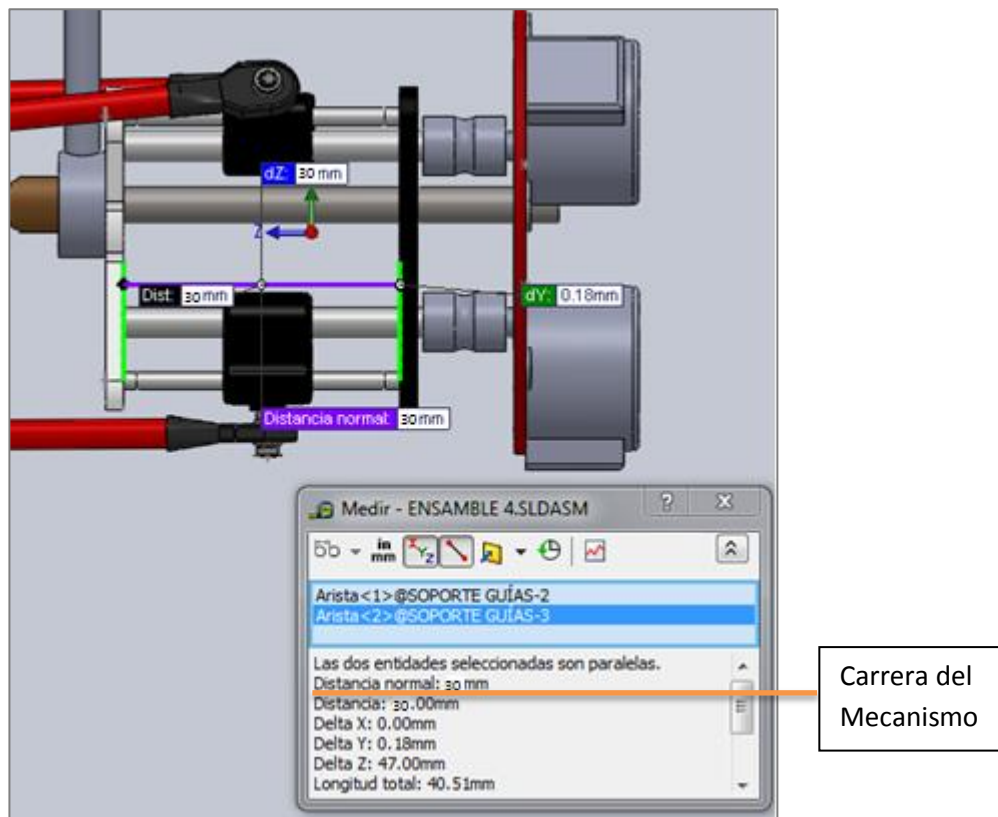 dZ: 30 mm
Z
Dist: 30 mm
dY: 0.18mm
Distancia normal: 30 mm
Medir - ENSAMBLE 4.SLDASM
in
mm
X Y Z
Arista<1>@SOPORTE GUÍAS-2
Arista<2>@SOPORTE GUÍAS-3
Las dos entidades seleccionadas son paralelas.
Distancia normal: 30 mm
Distancia: 30.00mm
Delta X: 0.00mm
Delta Y: 0.18mm
Delta Z: 47.00mm
Longitud total: 40.51mm
Carrera del
Mecanismo